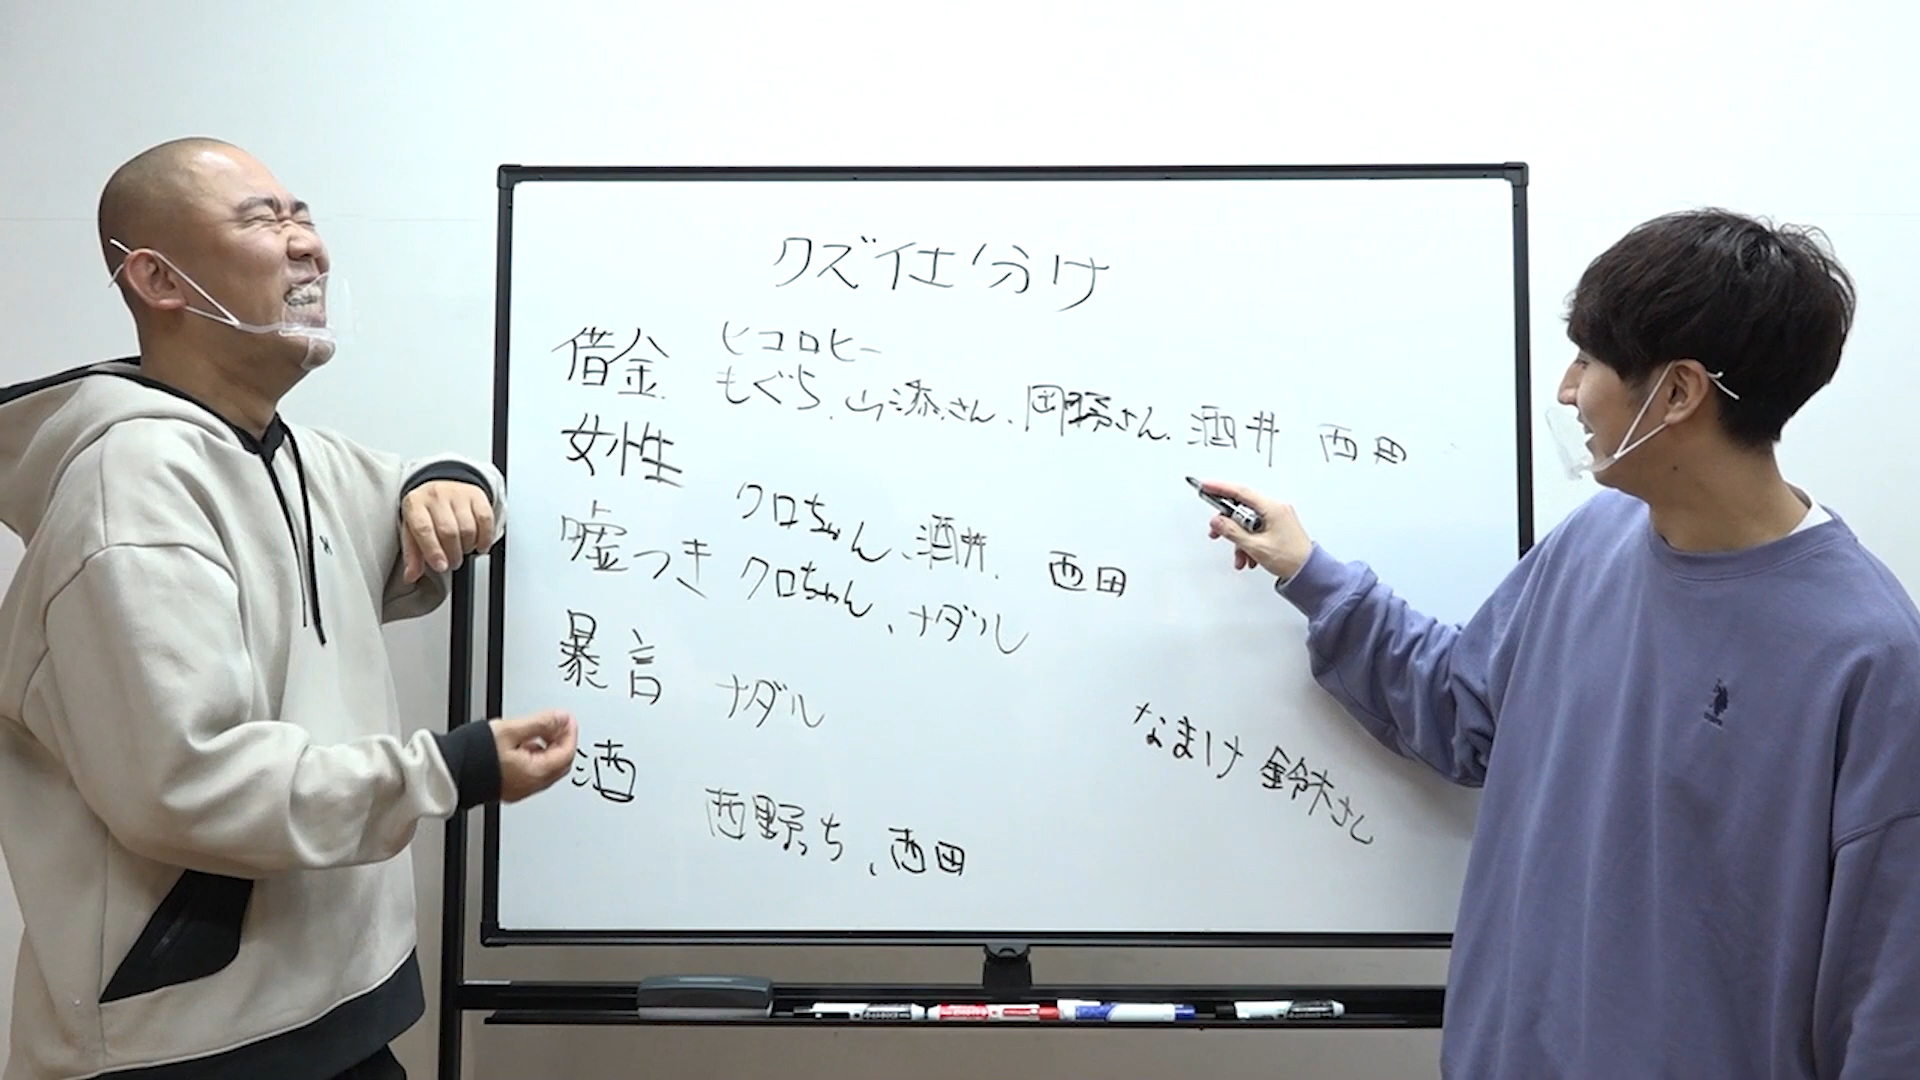 クズ仕分け
借金 ヒコロヒー
もぐら、山添さん、岡野さん、酒井 西田
女性 クロちゃん、酒井、西田
嘘つき クロちゃん、ナダル
暴言 ナダル
酒 西野っち、西田
なまけ 鈴木さん